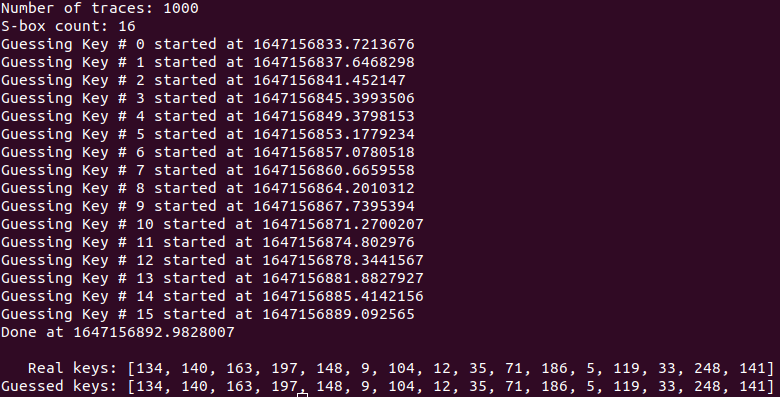 Number of traces: 1000
S-box count: 16
Guessing Key # 0 started at 1647156833.7213676
Guessing Key # 1 started at 1647156837.6468298
Guessing Key # 2 started at 1647156841.452147
Guessing Key # 3 started at 1647156845.3993506
Guessing Key # 4 started at 1647156849.3798153
Guessing Key # 5 started at 1647156853.1779234
Guessing Key # 6 started at 1647156857.0780518
Guessing Key # 7 started at 1647156860.6659558
Guessing Key # 8 started at 1647156864.2010312
Guessing Key # 9 started at 1647156867.7395394
Guessing Key # 10 started at 1647156871.2700207
Guessing Key # 11 started at 1647156874.802976
Guessing Key # 12 started at 1647156878.3441567
Guessing Key # 13 started at 1647156881.8827927
Guessing Key # 14 started at 1647156885.4142156
Guessing Key # 15 started at 1647156889.092565
Done at 1647156892.9828007
Real keys: [134, 140, 163, 197, 148, 9, 104, 12, 35, 71, 186, 5, 119, 33, 248, 141]
Guessed keys: [134, 140, 163, 197, 148, 9, 104, 12, 35, 71, 186, 5, 119, 33, 248, 141]